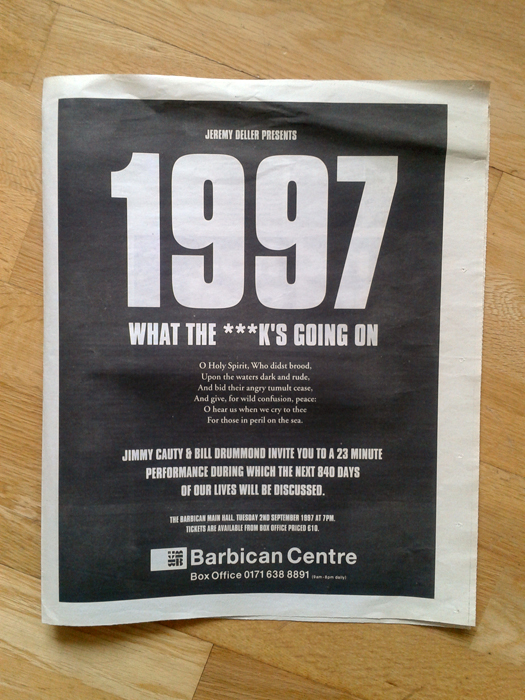 JEREMY DELLER PRESENTS
1997
WHAT THE ***K'S GOING ON
O Holy Spirit, Who didst brood,
Upon the waters dark and rude,
And bid their angry tumult cease,
And give, for wild confusion, peace:
O hear us when we cry to thee
For those in peril on the sea.
JIMMY CAUTY & BILL DRUMMOND INVITE YOU TO A 23 MINUTE
PERFORMANCE DURING WHICH THE NEXT 840 DAYS
OF OUR LIVES WILL BE DISCUSSED.
THE BARBICAN MAIN HALL. TUESDAY 2ND SEPTEMBER 1997 AT 7PM.
TICKETS ARE AVAILABLE FROM BOX OFFICE PRICED £10.
Barbican Centre
Box Office 0171 638 8891 (9am-8pm daily)